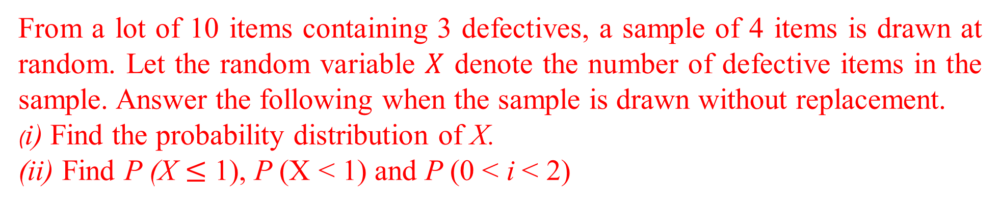 From a lot of 10 items containing 3 defectives, a sample of 4 items is drawn at
random. Let the random variable X denote the number of defective items in the
sample. Answer the following when the sample is drawn without replacement.
(i) Find the probability distribution of X.
(ii) Find P (X ≤ 1), P (X < 1) and P (0 < i < 2)